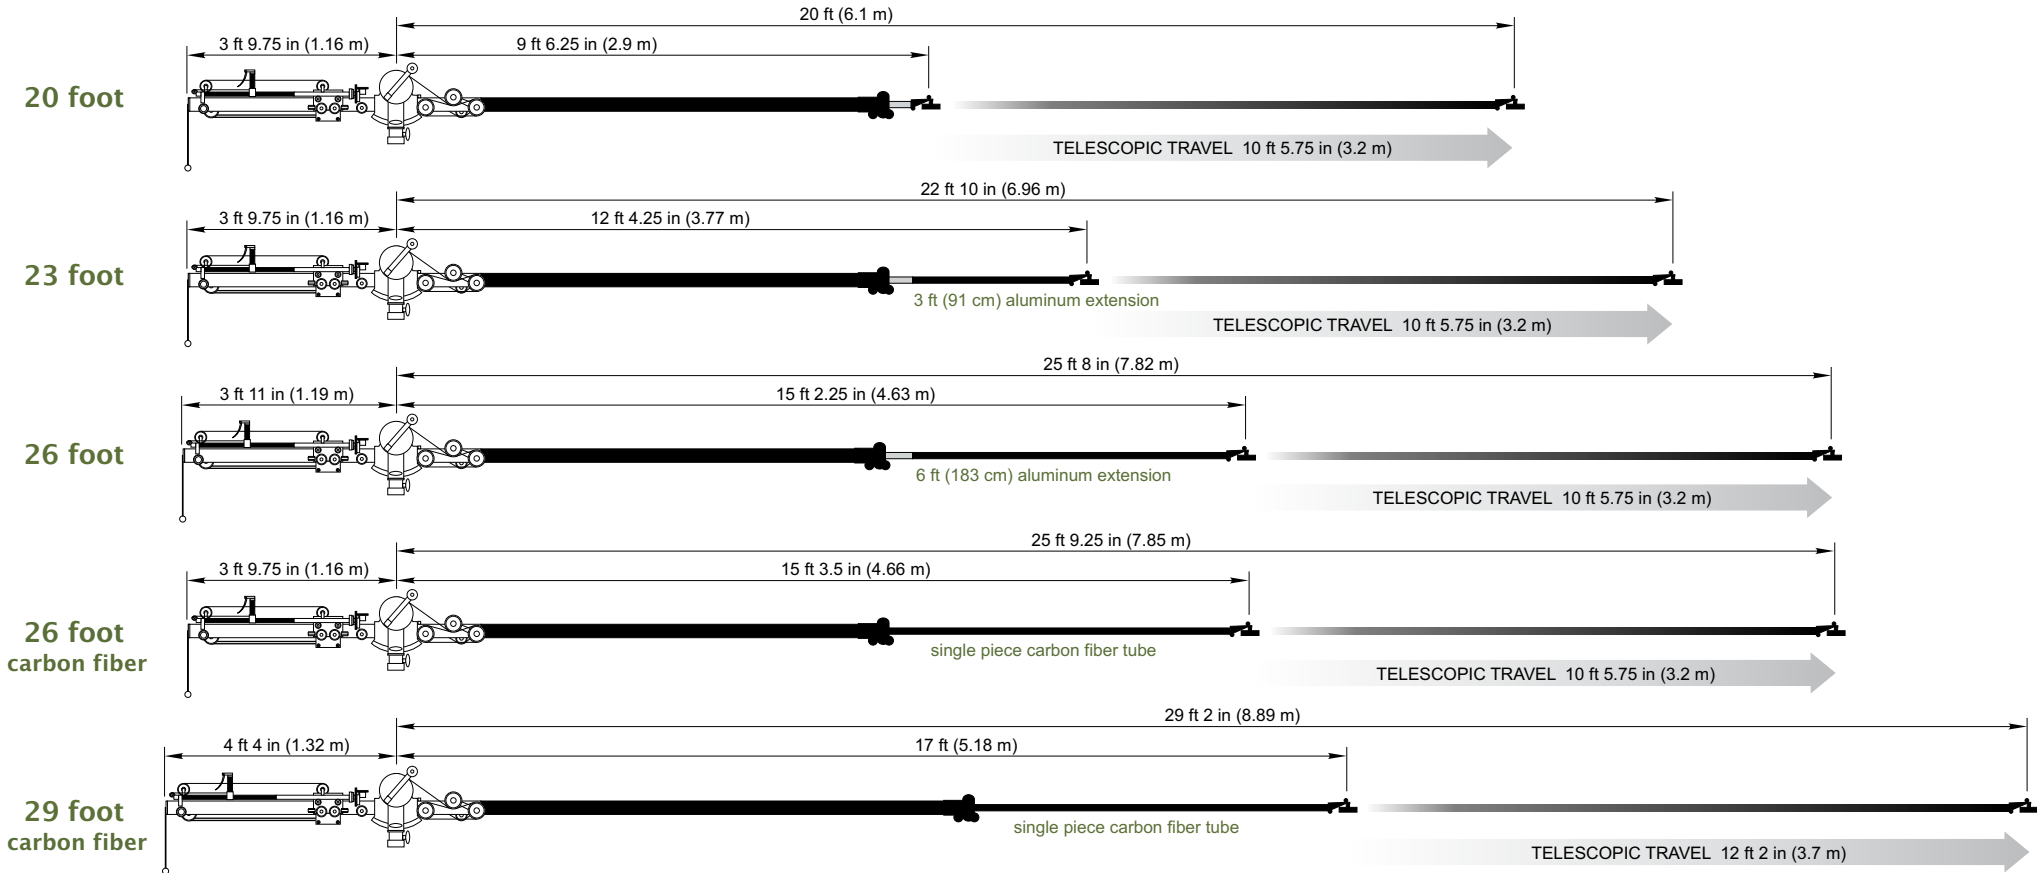 20 ft (6.1 m)
3 ft 9.75 in (1.16 m)
9 ft 6.25 in (2.9 m)
20 foot
TELESCOPIC TRAVEL 10 ft 5.75 in (3.2 m)
22 ft 10 in (6.96 m)
3 ft 9.75 in (1.16 m)
12 ft 4.25 in (3.77 m)
23 foot
3 ft (91 cm) aluminum extension
TELESCOPIC TRAVEL 10 ft 5.75 in (3.2 m)
25 ft 8 in (7.82 m)
3 ft 11 in (1.19 m)
15 ft 2.25 in (4.63 m)
26 foot
6 ft (183 cm) aluminum extension
TELESCOPIC TRAVEL 10 ft 5.75 in (3.2 m)
25 ft 9.25 in (7.85 m)
3 ft 9.75 in (1.16 m)
15 ft 3.5 in (4.66 m)
26 foot
carbon fiber
single piece carbon fiber tube
TELESCOPIC TRAVEL 10 ft 5.75 in (3.2 m)
29 ft 2 in (8.89 m)
4 ft 4 in (1.32 m)
17 ft (5.18 m)
29 foot
carbon fiber
single piece carbon fiber tube
TELESCOPIC TRAVEL 12 ft 2 in (3.7 m)